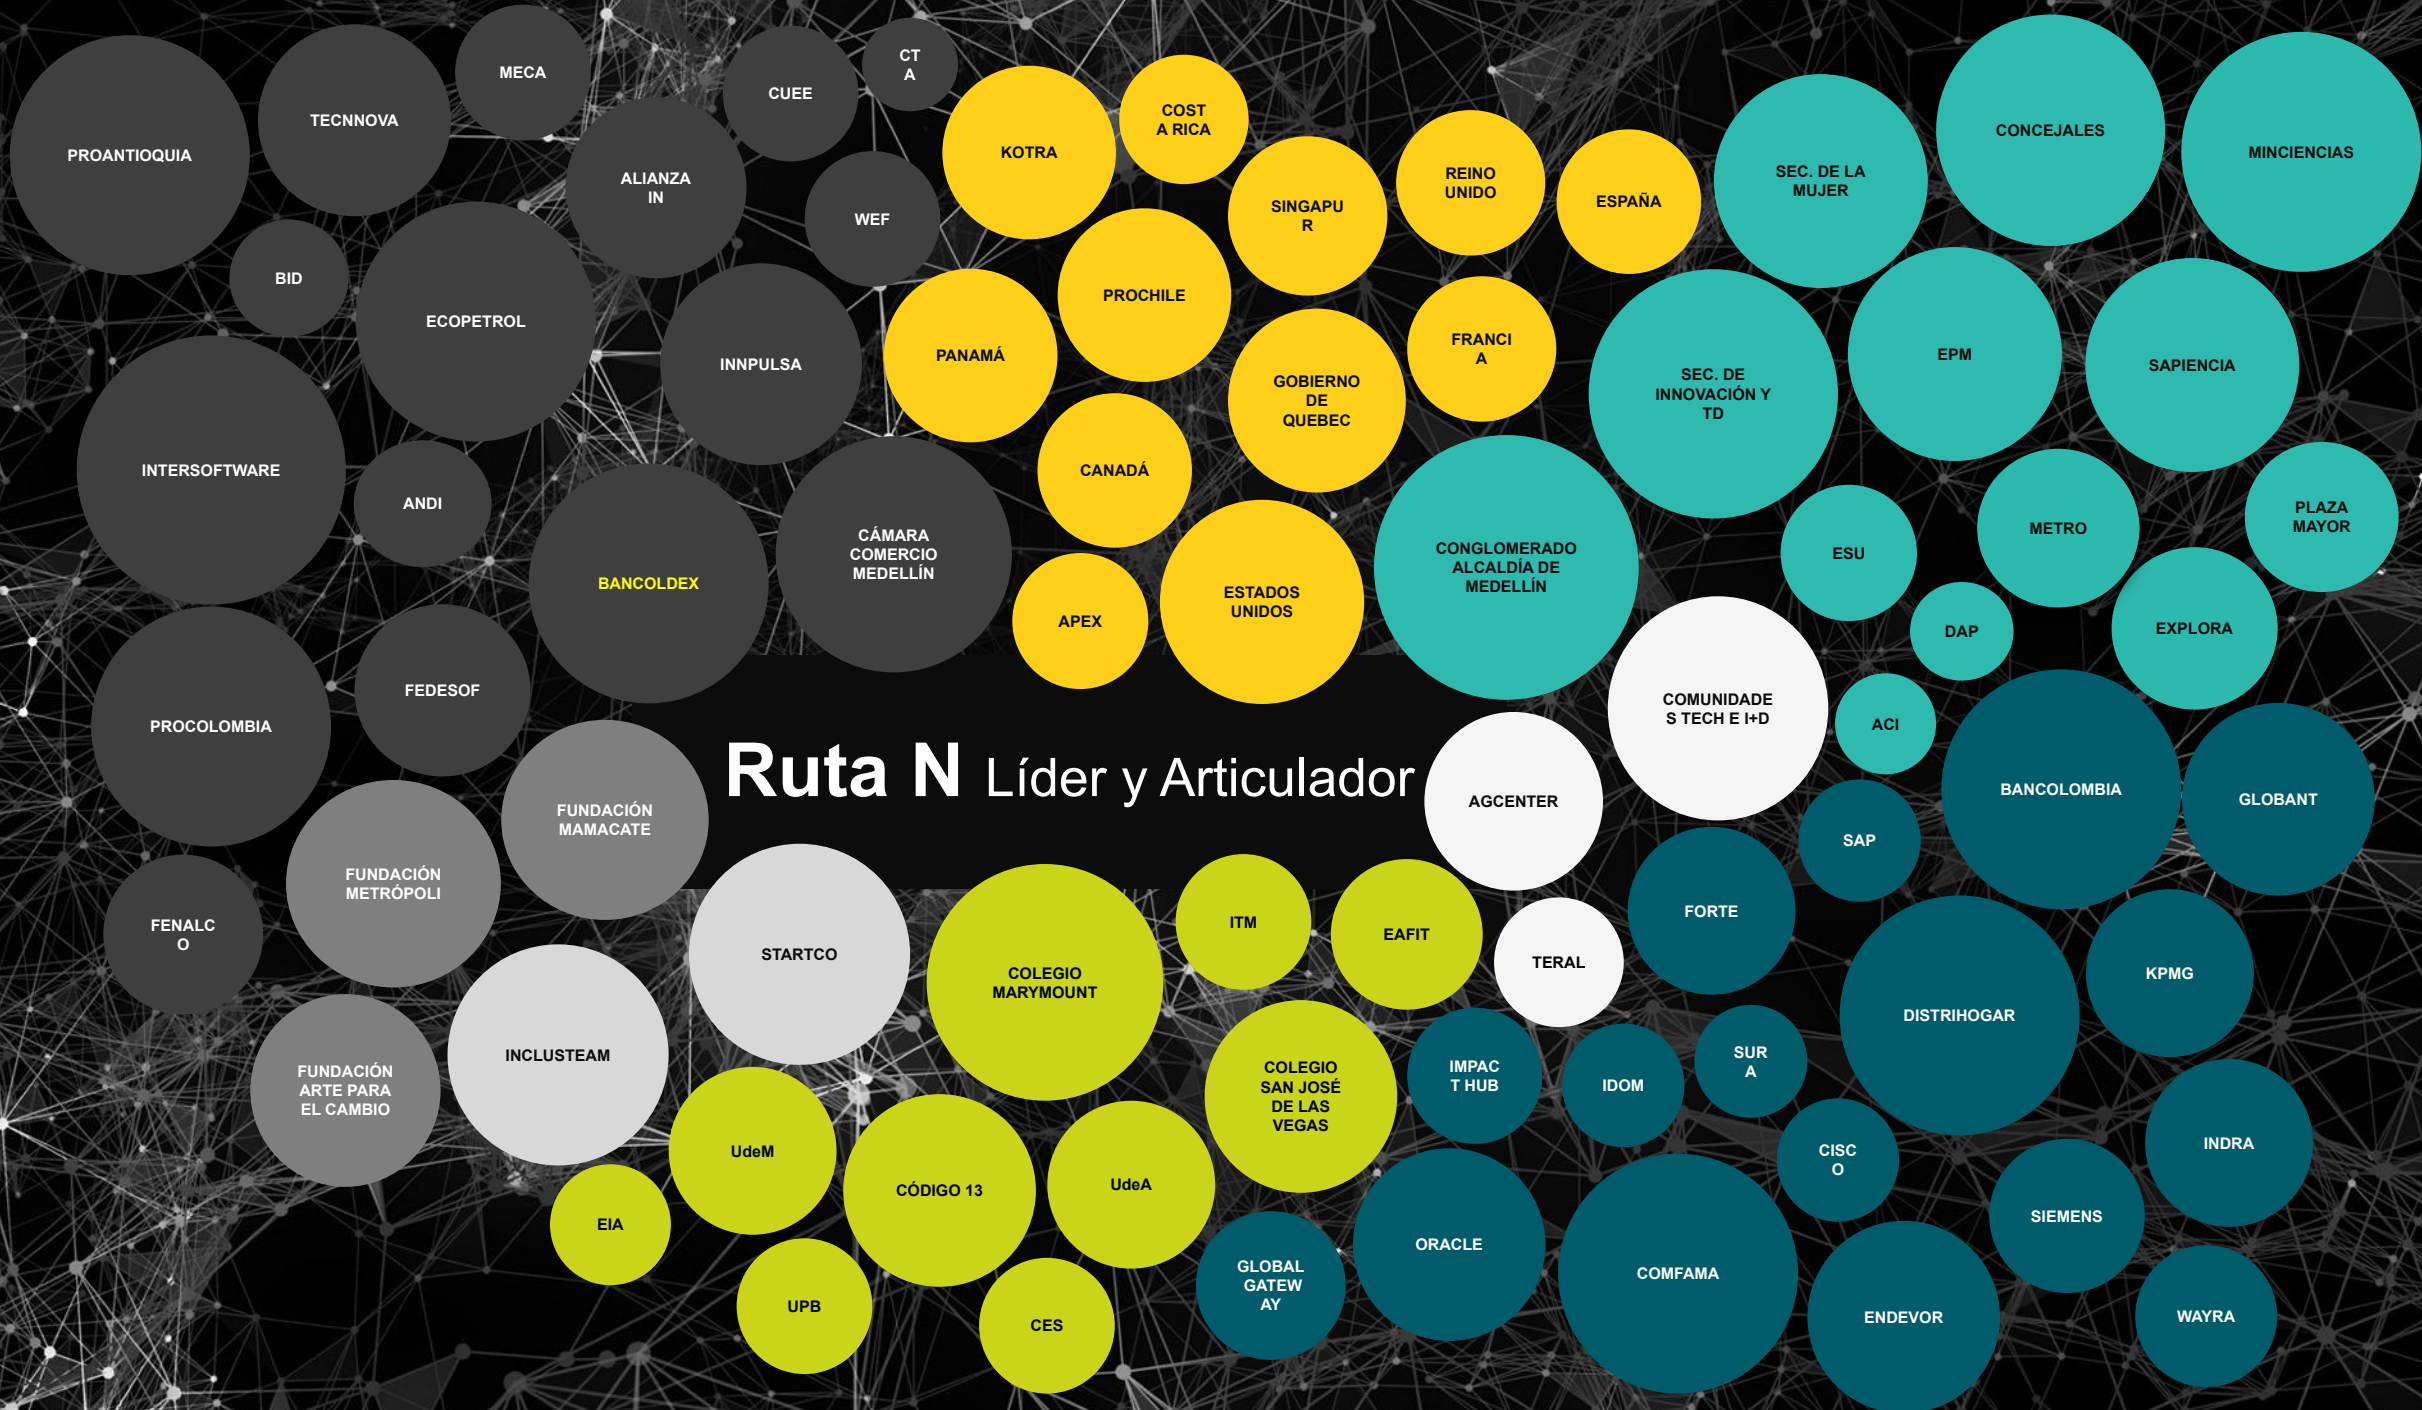 PROANTIOQUIA
TECNNOVA
MECA
CUEE
CT
A
ALIANZA
IN
WEF
BID
ECOPETROL
INNPULSA
INTERSOFTWARE
ANDI
BANCOLDEX
CÁMARA
COMERCIO
MEDELLÍN
PROCOLOMBIA
FEDESOF
FENALC
O
FUNDACIÓN
METRÓPOLI
FUNDACIÓN
MAMACATE
FUNDACIÓN
ARTE PARA
EL CAMBIO
INCLUSTEAM
STARTCO
KOTRA
COST
A RICA
SINGAPU
R
REINO
UNIDO
ESPAÑA
PROCHILE
PANAMÁ
GOBIERNO
DE
QUEBEC
FRANCI
A
CANADÁ
APEX
ESTADOS
UNIDOS
SEC. DE LA
MUJER
CONCEJALES
MINCIENCIAS
SEC. DE
INNOVACIÓN Y
TD
EPM
SAPIENCIA
CONGLOMERADO
ALCALDÍA DE
MEDELLÍN
ESU
METRO
PLAZA
MAYOR
DAP
EXPLORA
ACI
Ruta N Líder y Articulador
COMUNIDADE
S TECH E I+D
AGCENTER
TERAL
COLEGIO
MARYMOUNT
ITM
EAFIT
COLEGIO
SAN JOSÉ
DE LAS
VEGAS
UdeM
CÓDIGO 13
UdeA
EIA
UPB
CES
BANCOLOMBIA
GLOBANT
SAP
FORTE
DISTRIHOGAR
KPMG
IMPAC
T HUB
IDOM
SUR
A
CISC
O
INDRA
SIEMENS
GLOBAL
GATEW
AY
ORACLE
COMFAMA
ENDEVOR
WAYRA